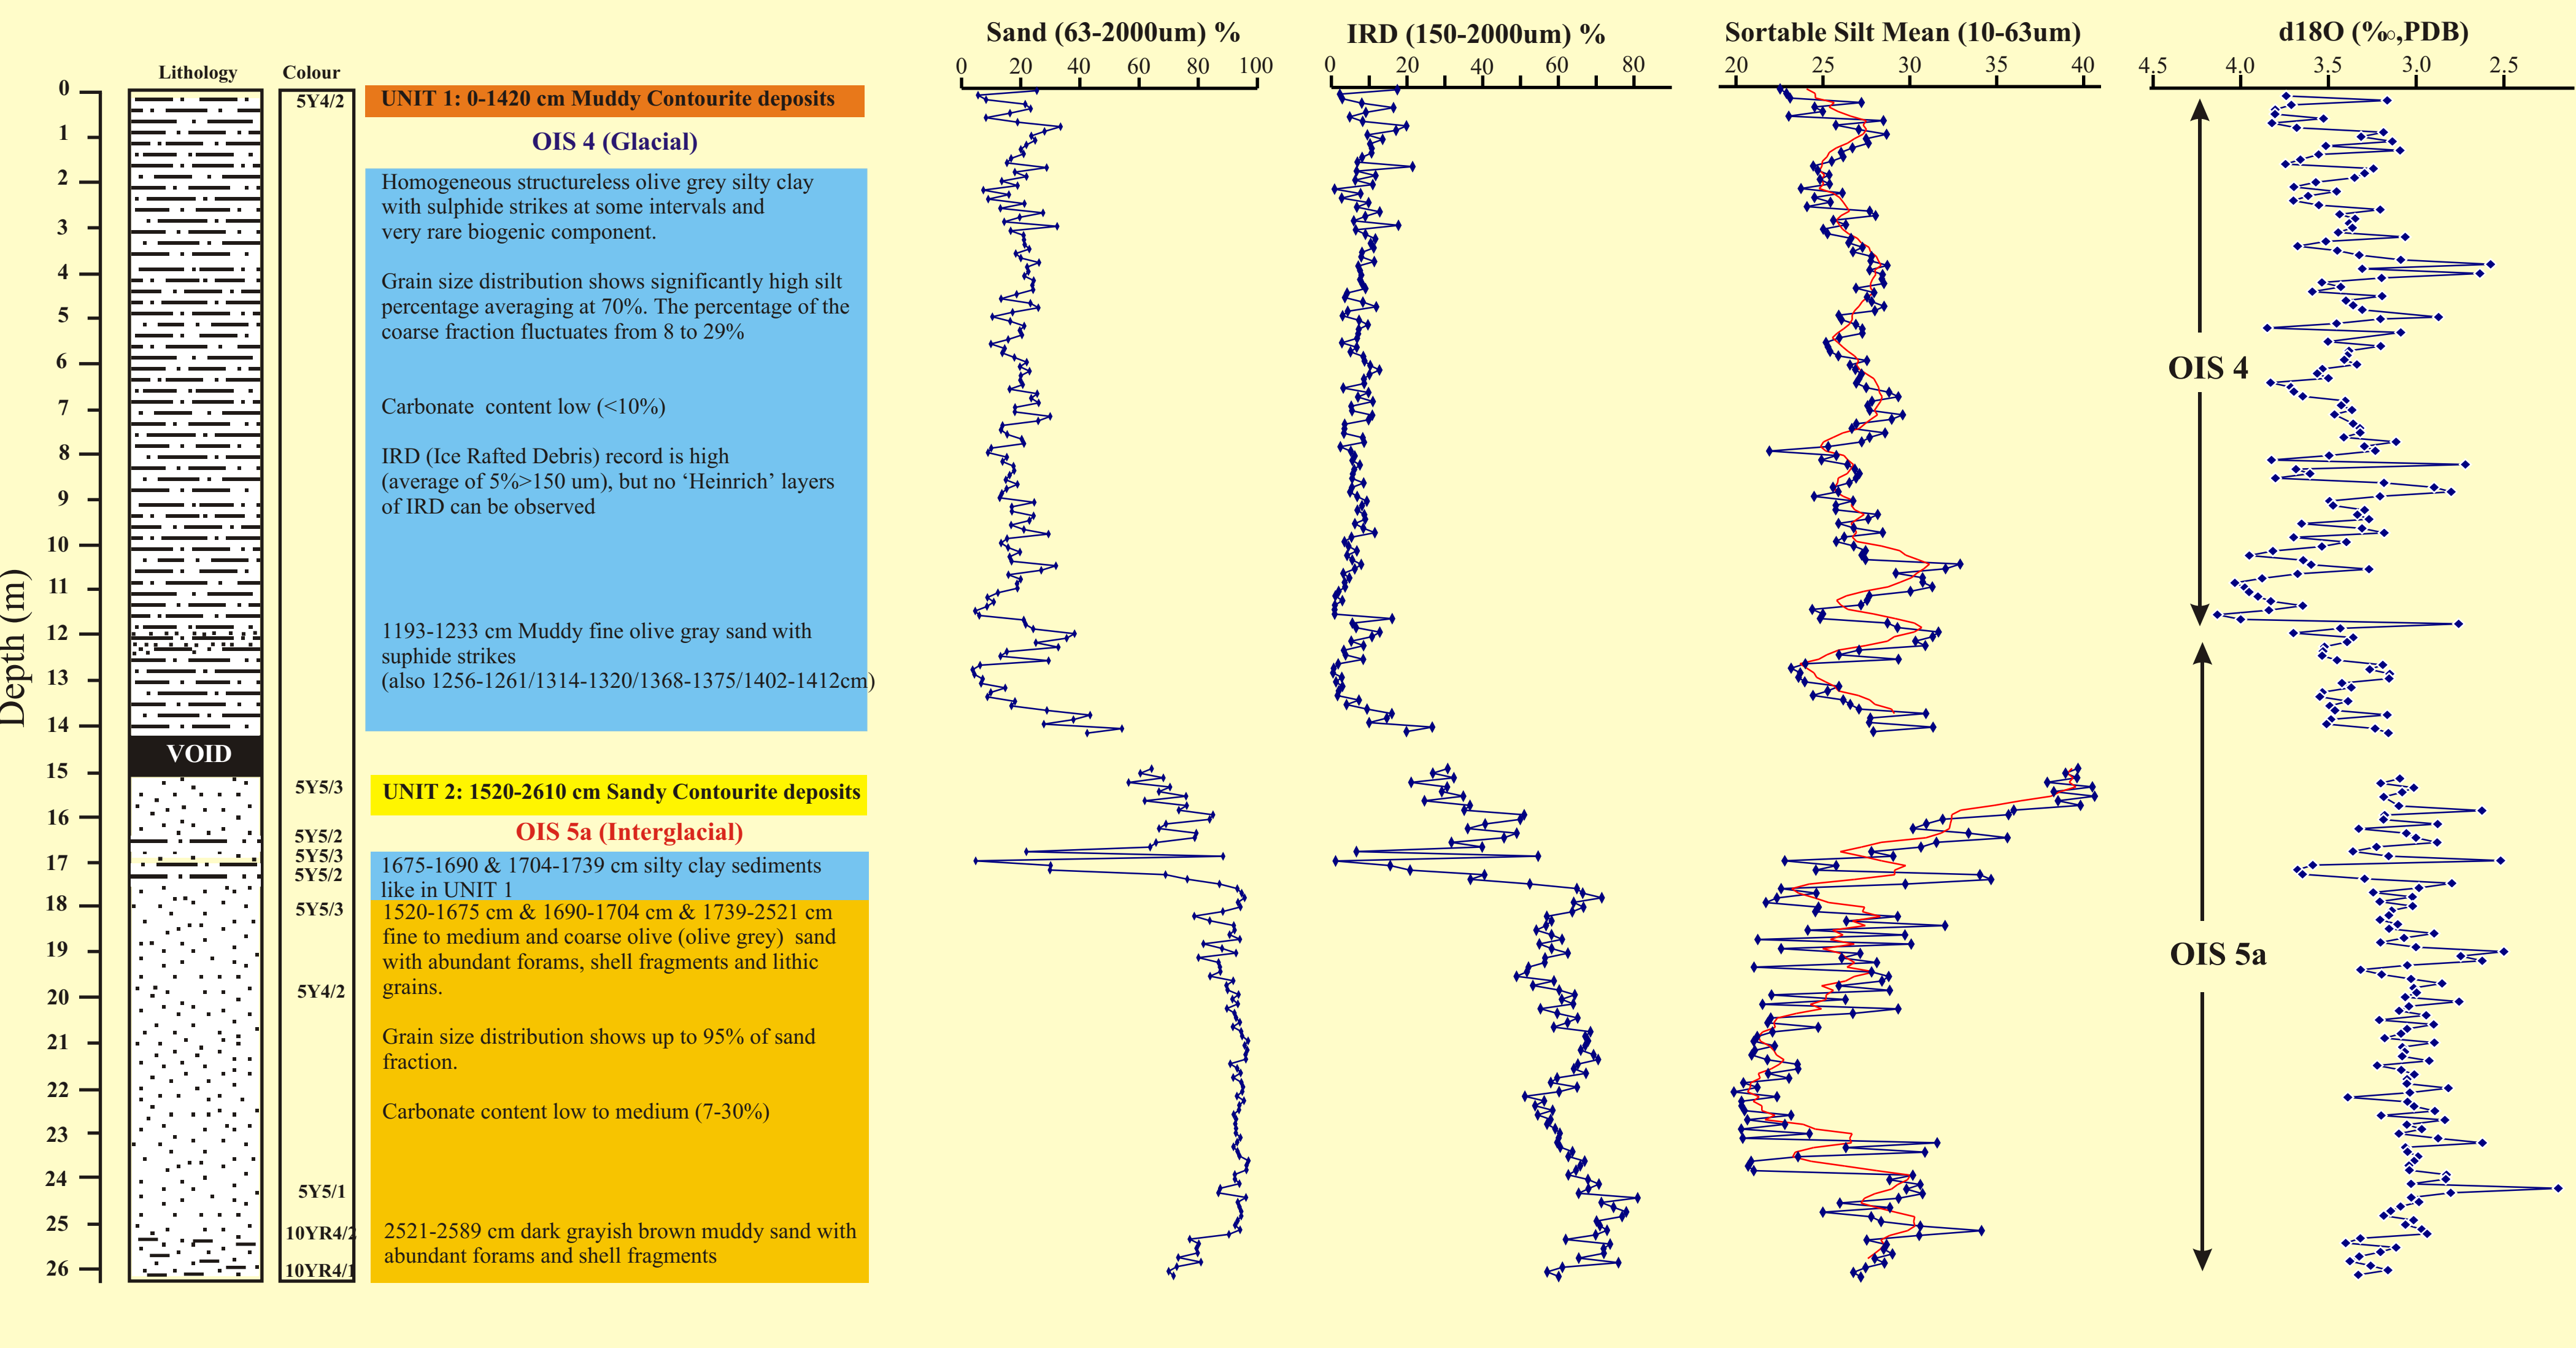 Sand (63-2000um) %
IRD (150-2000um) %
Sortable Silt Mean (10-63um)
d18O (‰,PDB)
0 20 40 60 80 100
0 20 40 60 80
20 25 30 35 40
4.5 4.0 3.5 3.0 2.5
Lithology
Colour
Depth (m)
0
1
2
3
4
5
6
7
8
9
10
11
12
13
14
15
16
17
18
19
20
21
22
23
24
25
26
VOID
5Y4/2
5Y5/3
5Y5/2
5Y5/3
5Y5/2
5Y5/3
5Y4/2
5Y5/1
10YR4/2
10YR4/1
UNIT 1: 0-1420 cm Muddy Contourite deposits
OIS 4 (Glacial)
Homogeneous structureless olive grey silty clay
with sulphide strikes at some intervals and
very rare biogenic component.
Grain size distribution shows significantly high silt
percentage averaging at 70%. The percentage of the
coarse fraction fluctuates from 8 to 29%
Carbonate content low (<10%)
IRD (Ice Rafted Debris) record is high
(average of 5%>150 um), but no ‘Heinrich’ layers
of IRD can be observed
1193-1233 cm Muddy fine olive gray sand with
suphide strikes
(also 1256-1261/1314-1320/1368-1375/1402-1412cm)
UNIT 2: 1520-2610 cm Sandy Contourite deposits
OIS 5a (Interglacial)
1675-1690 & 1704-1739 cm silty clay sediments
like in UNIT 1
1520-1675 cm & 1690-1704 cm & 1739-2521 cm
fine to medium and coarse olive (olive grey) sand
with abundant forams, shell fragments and lithic
grains.
Grain size distribution shows up to 95% of sand
fraction.
Carbonate content low to medium (7-30%)
2521-2589 cm dark grayish brown muddy sand with
abundant forams and shell fragments
OIS 4
OIS 5a